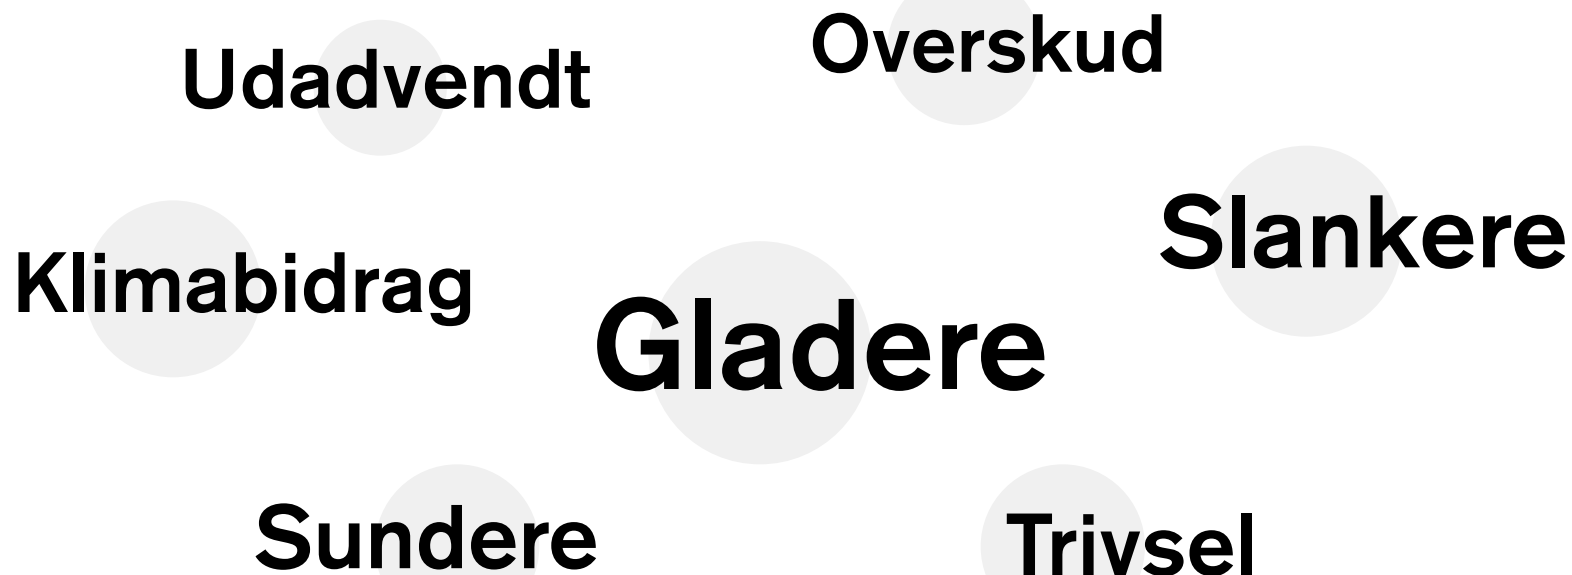 Udadvendt
Overskud
Slankere
Klimabidrag
Gladere
Sundere
Trivsel